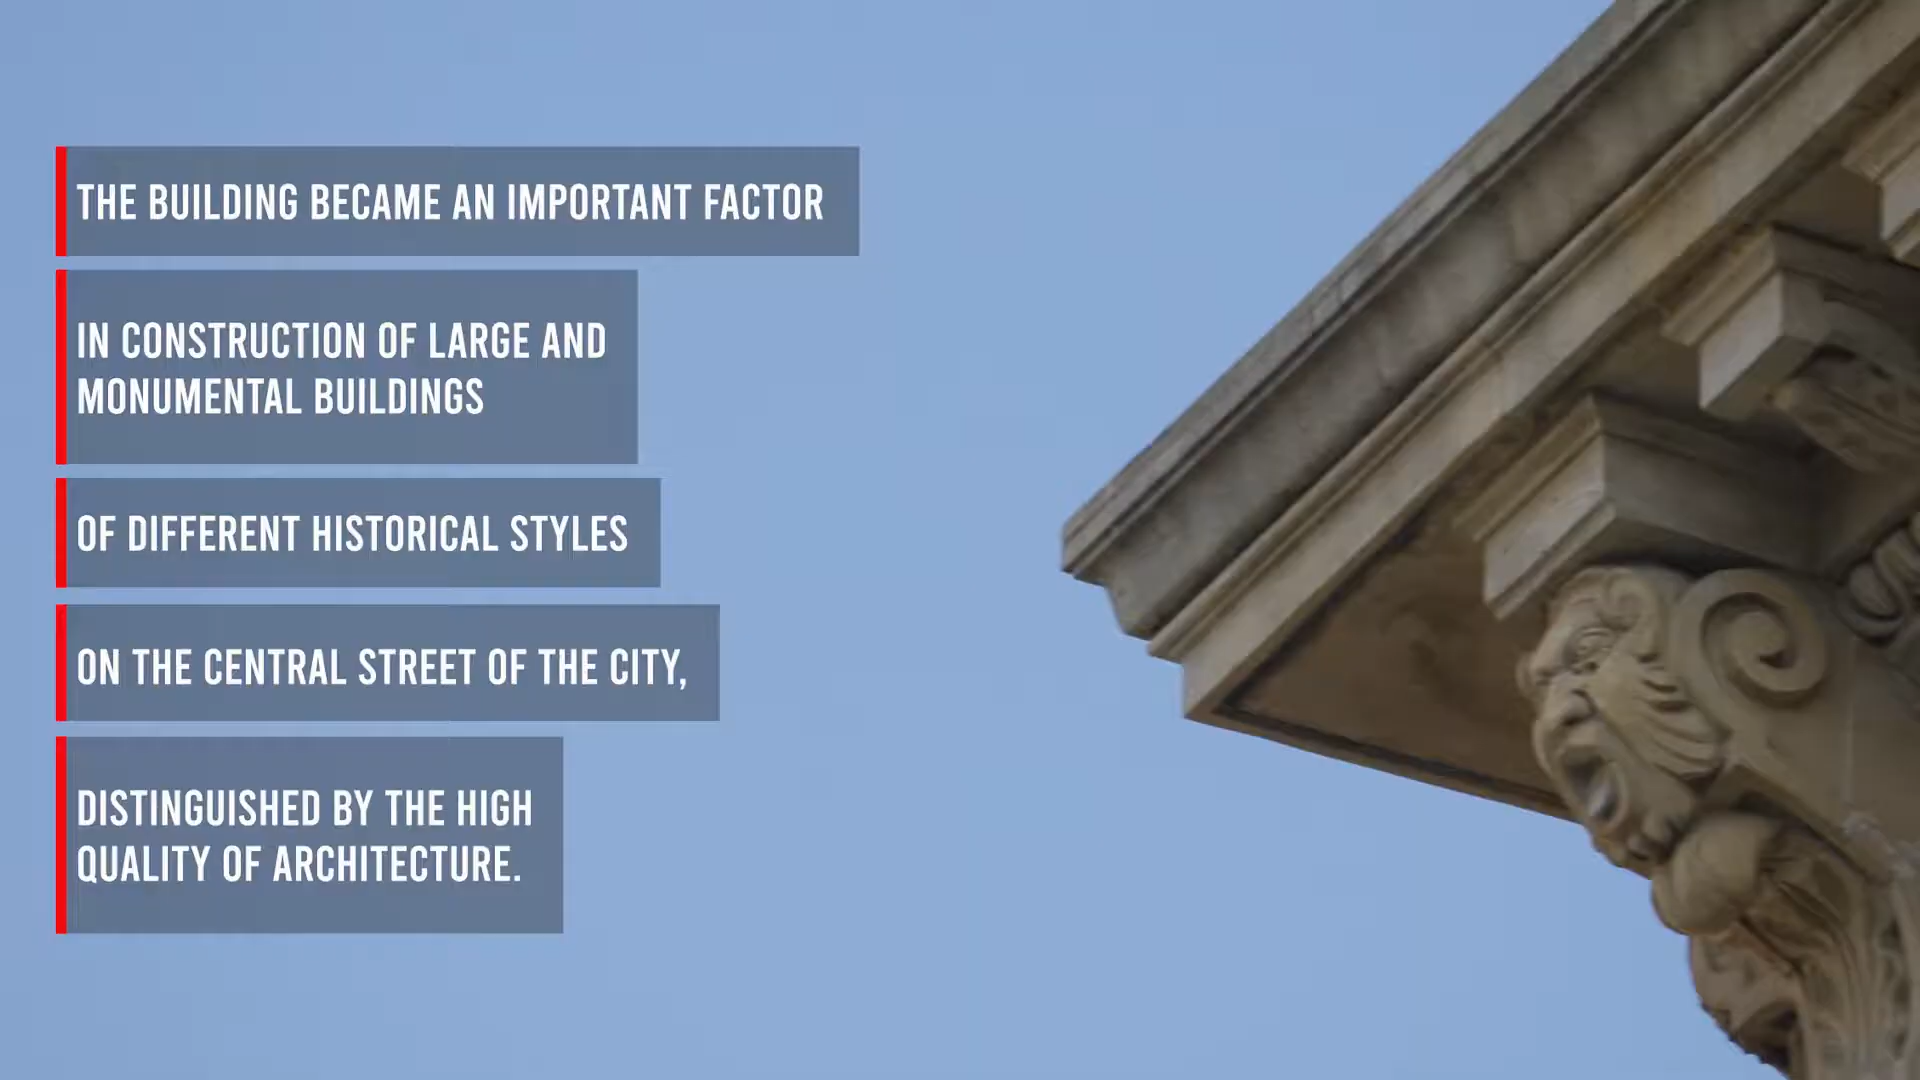 THE BUILDING BECAME AN IMPORTANT FACTOR
IN CONSTRUCTION OF LARGE AND
MONUMENTAL BUILDINGS
OF DIFFERENT HISTORICAL STYLES
ON THE CENTRAL STREET OF THE CITY,
DISTINGUISHED BY THE HIGH
QUALITY OF ARCHITECTURE.